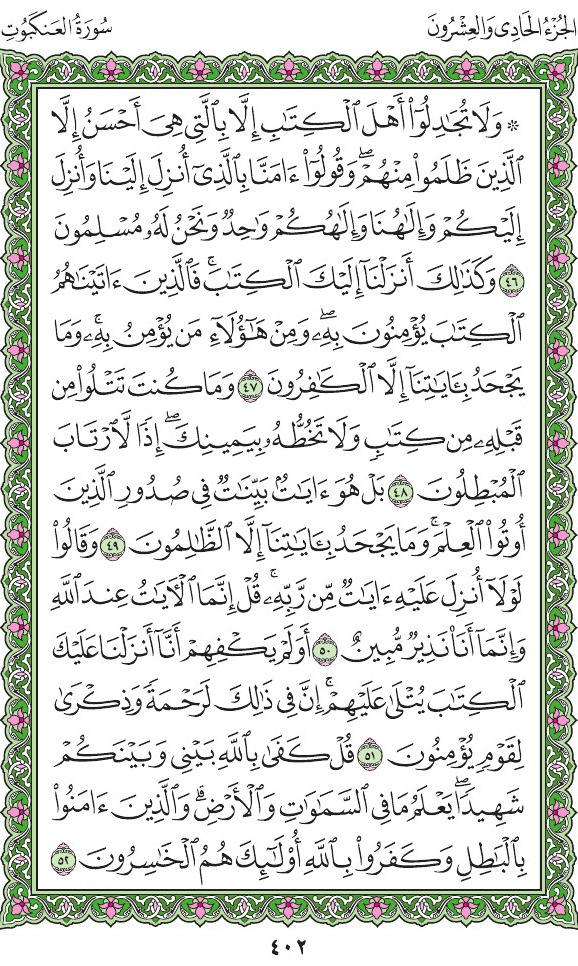 الجزء الحادي والعشرون
سورة العنكبوت
۞ وَلَا تُجَٰدِلُوٓاْ أَهۡلَ ٱلۡكِتَٰبِ إِلَّا بِٱلَّتِي هِيَ أَحۡسَنُ إِلَّا
ٱلَّذِينَ ظَلَمُواْ مِنۡهُمۡۖ وَقُولُوٓاْ ءَامَنَّا بِٱلَّذِيٓ أُنزِلَ إِلَيۡنَا وَأُنزِلَ
إِلَيۡكُمۡ وَإِلَٰهُنَا وَإِلَٰهُكُمۡ وَٰحِدٞ وَنَحۡنُ لَهُۥ مُسۡلِمُونَ
٤٦ وَكَذَٰلِكَ أَنزَلۡنَآ إِلَيۡكَ ٱلۡكِتَٰبَۚ فَٱلَّذِينَ ءَاتَيۡنَٰهُمُ
ٱلۡكِتَٰبَ يُؤۡمِنُونَ بِهِۦۖ وَمِنۡ هَٰٓؤُلَآءِ مَن يُؤۡمِنُ بِهِۦۚ وَمَا
يَجۡحَدُ بِـَٔايَٰتِنَآ إِلَّا ٱلۡكَٰفِرُونَ ٤٧ وَمَا كُنتَ تَتۡلُواْ مِن
قَبۡلِهِۦ مِن كِتَٰبٖ وَلَا تَخُطُّهُۥ بِيَمِينِكَۖ إِذٗا لَّٱرۡتَابَ
ٱلۡمُبۡطِلُونَ ٤٨ بَلۡ هُوَ ءَايَٰتُۢ بَيِّنَٰتٞ فِي صُدُورِ ٱلَّذِينَ
أُوتُواْ ٱلۡعِلۡمَۚ وَمَا يَجۡحَدُ بِـَٔايَٰتِنَآ إِلَّا ٱلظَّٰلِمُونَ ٤٩ وَقَالُواْ
لَوۡلَآ أُنزِلَ عَلَيۡهِ ءَايَٰتٞ مِّن رَّبِّهِۦۚ قُلۡ إِنَّمَا ٱلۡأٓيَٰتُ عِندَ ٱللَّهِ
وَإِنَّمَآ أَنَا۠ نَذِيرٞ مُّبِينٌ ٥٠ أَوَلَمۡ يَكۡفِهِمۡ أَنَّآ أَنزَلۡنَا عَلَيۡكَ
ٱلۡكِتَٰبَ يُتۡلَىٰ عَلَيۡهِمۡۚ إِنَّ فِي ذَٰلِكَ لَرَحۡمَةٗ وَذِكۡرَىٰ
لِقَوۡمٖ يُؤۡمِنُونَ ٥١ قُلۡ كَفَىٰ بِٱللَّهِ بَيۡنِي وَبَيۡنَكُمۡ
شَهِيدٗاۖ يَعۡلَمُ مَا فِي ٱلسَّمَٰوَٰتِ وَٱلۡأَرۡضِۗ وَٱلَّذِينَ ءَامَنُواْ
بِٱلۡبَٰطِلِ وَكَفَرُواْ بِٱللَّهِ أُوْلَٰٓئِكَ هُمُ ٱلۡخَٰسِرُونَ ٥٢
٤٠٢